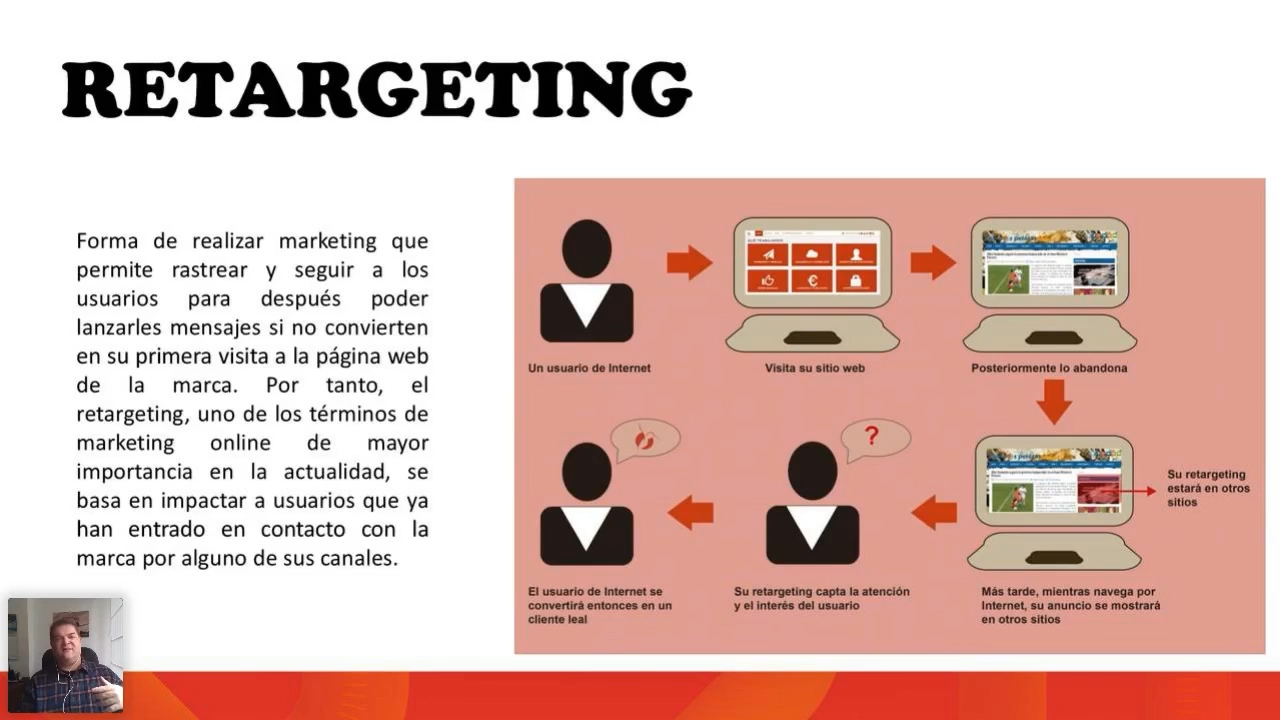 RETARGETING
Forma de realizar marketing que
permite rastrear y seguir a los
usuarios para después poder
lanzarles mensajes si no convierten
en su primera visita a la página web
de la marca. Por tanto, el
retargeting, uno de los términos de
marketing online de mayor
importancia en la actualidad, se
basa en impactar a usuarios que ya
han entrado en contacto con la
marca por alguno de sus canales.
Un usuario de Internet
Visita su sitio web
Posteriormente lo abandona
?
Su retargeting
estará en otros
sitios
El usuario de Internet se
convertirá entonces en un
cliente leal
Su retargeting capta la atención
y el interés del usuario
Más tarde, mientras navega por
Internet, su anuncio se mostrará
en otros sitios